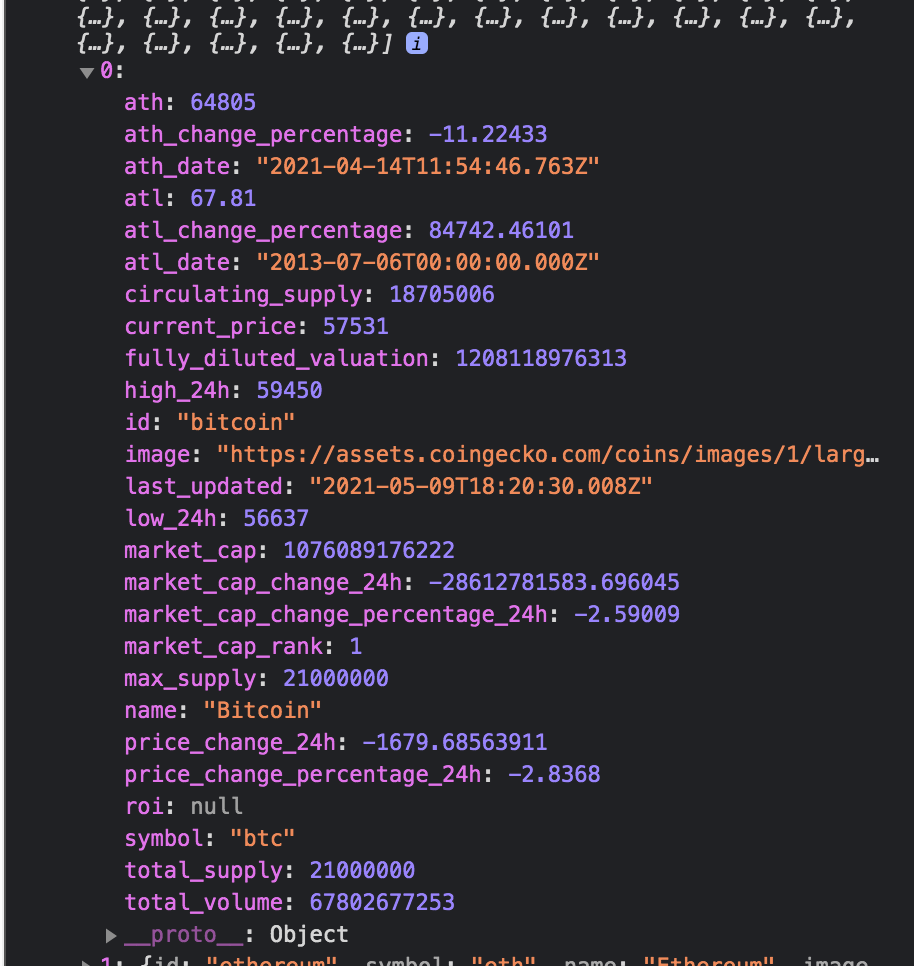 {…}, {…}, {…}, {…}, {…}, {…}, {…}, {…}, {…}, {…}, {…}, {…},
{…}, {…}, {…}, {…}, {…}] i
▼0:
ath: 64805
ath_change_percentage: -11.22433
ath_date: "2021-04-14T11:54:46.763Z"
atl: 67.81
atl_change_percentage: 84742.46101
atl_date: "2013-07-06T00:00:00.000Z"
circulating_supply: 18705006
current_price: 57531
fully_diluted_valuation: 1208118976313
high_24h: 59450
id: "bitcoin"
image: "https://assets.coingecko.com/coins/images/1/larg…
last_updated: "2021-05-09T18:20:30.008Z"
low_24h: 56637
market_cap: 1076089176222
market_cap_change_24h: -28612781583.696045
market_cap_change_percentage_24h: -2.59009
market_cap_rank: 1
max_supply: 21000000
name: "Bitcoin"
price_change_24h: -1679.68563911
price_change_percentage_24h: -2.8368
roi: null
symbol: "btc"
total_supply: 21000000
total_volume: 67802677253
▶__proto__: Object
▶1: {id: "ethereum", symbol: "eth", name: "Ethereum", image